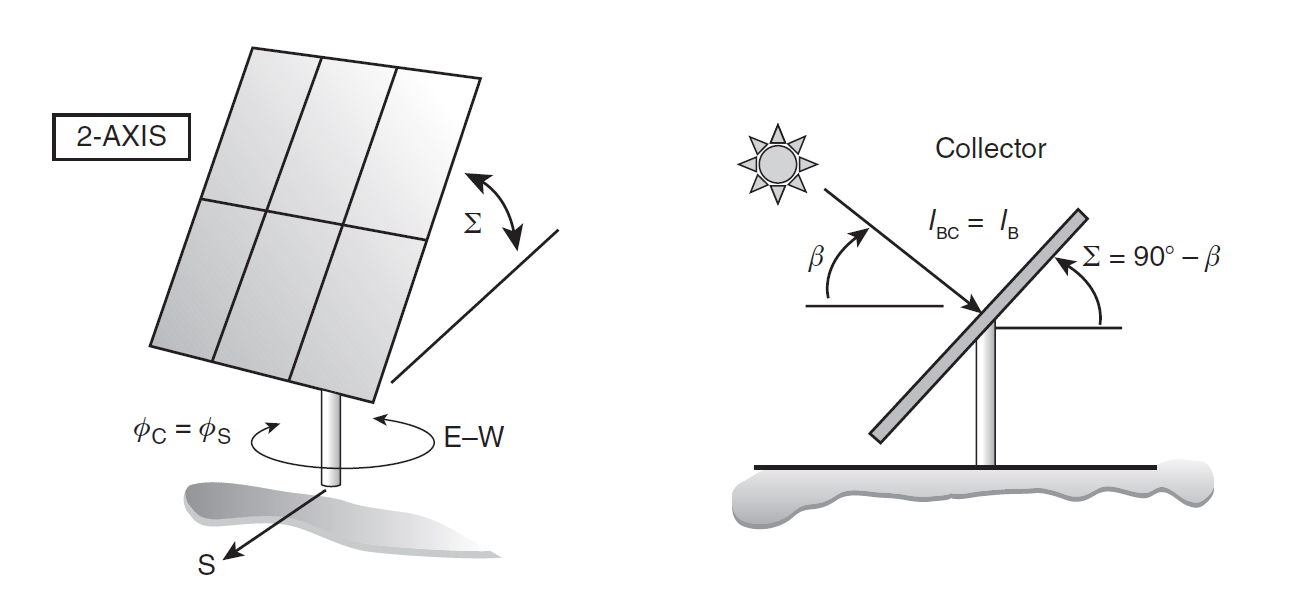 2-AXIS
Σ
ϕC = ϕS
E–W
S
Collector
β
IBC = IB
Σ = 90° – β